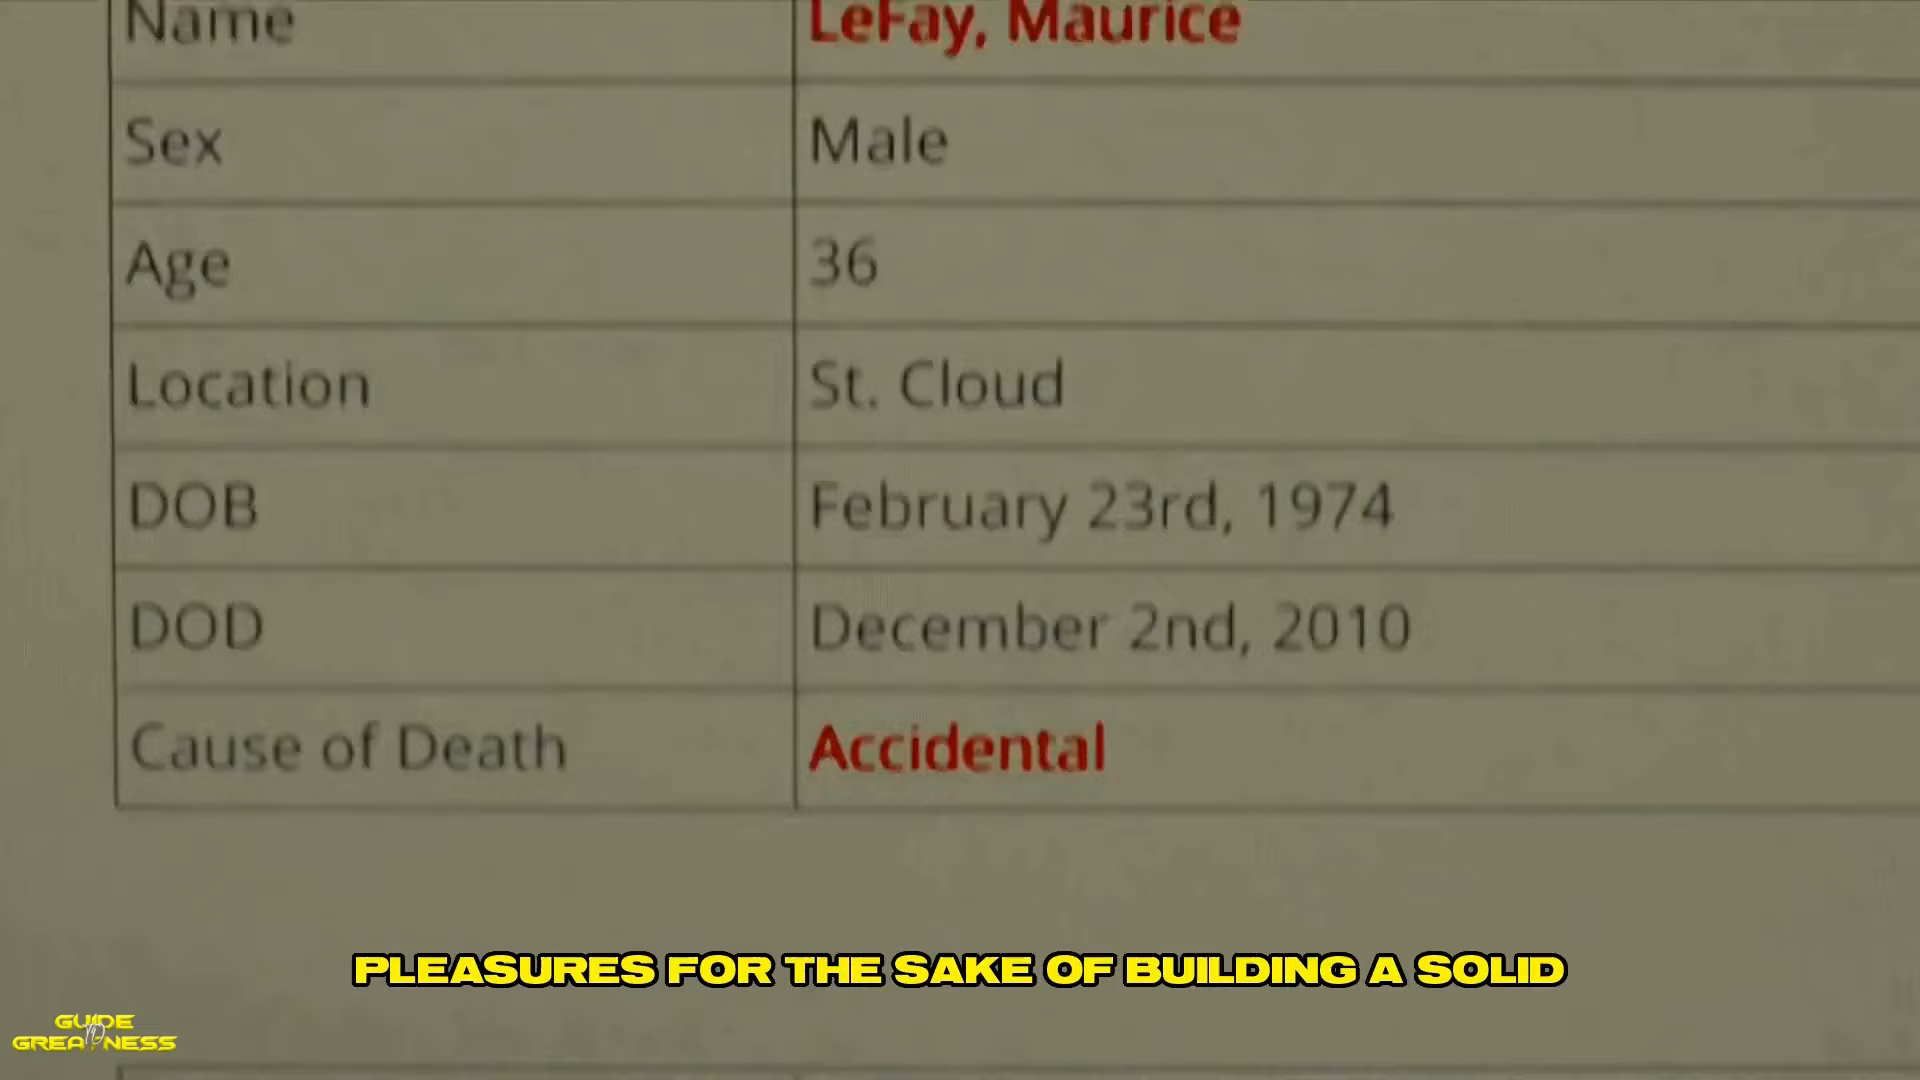 Name LeFay, Maurice
Sex Male
Age 36
Location St. Cloud
DOB February 23rd, 1974
DOD December 2nd, 2010
Cause of Death Accidental
PLEASURES FOR THE SAKE OF BUILDING A SOLID
GUIDE
TO
GREATNESS